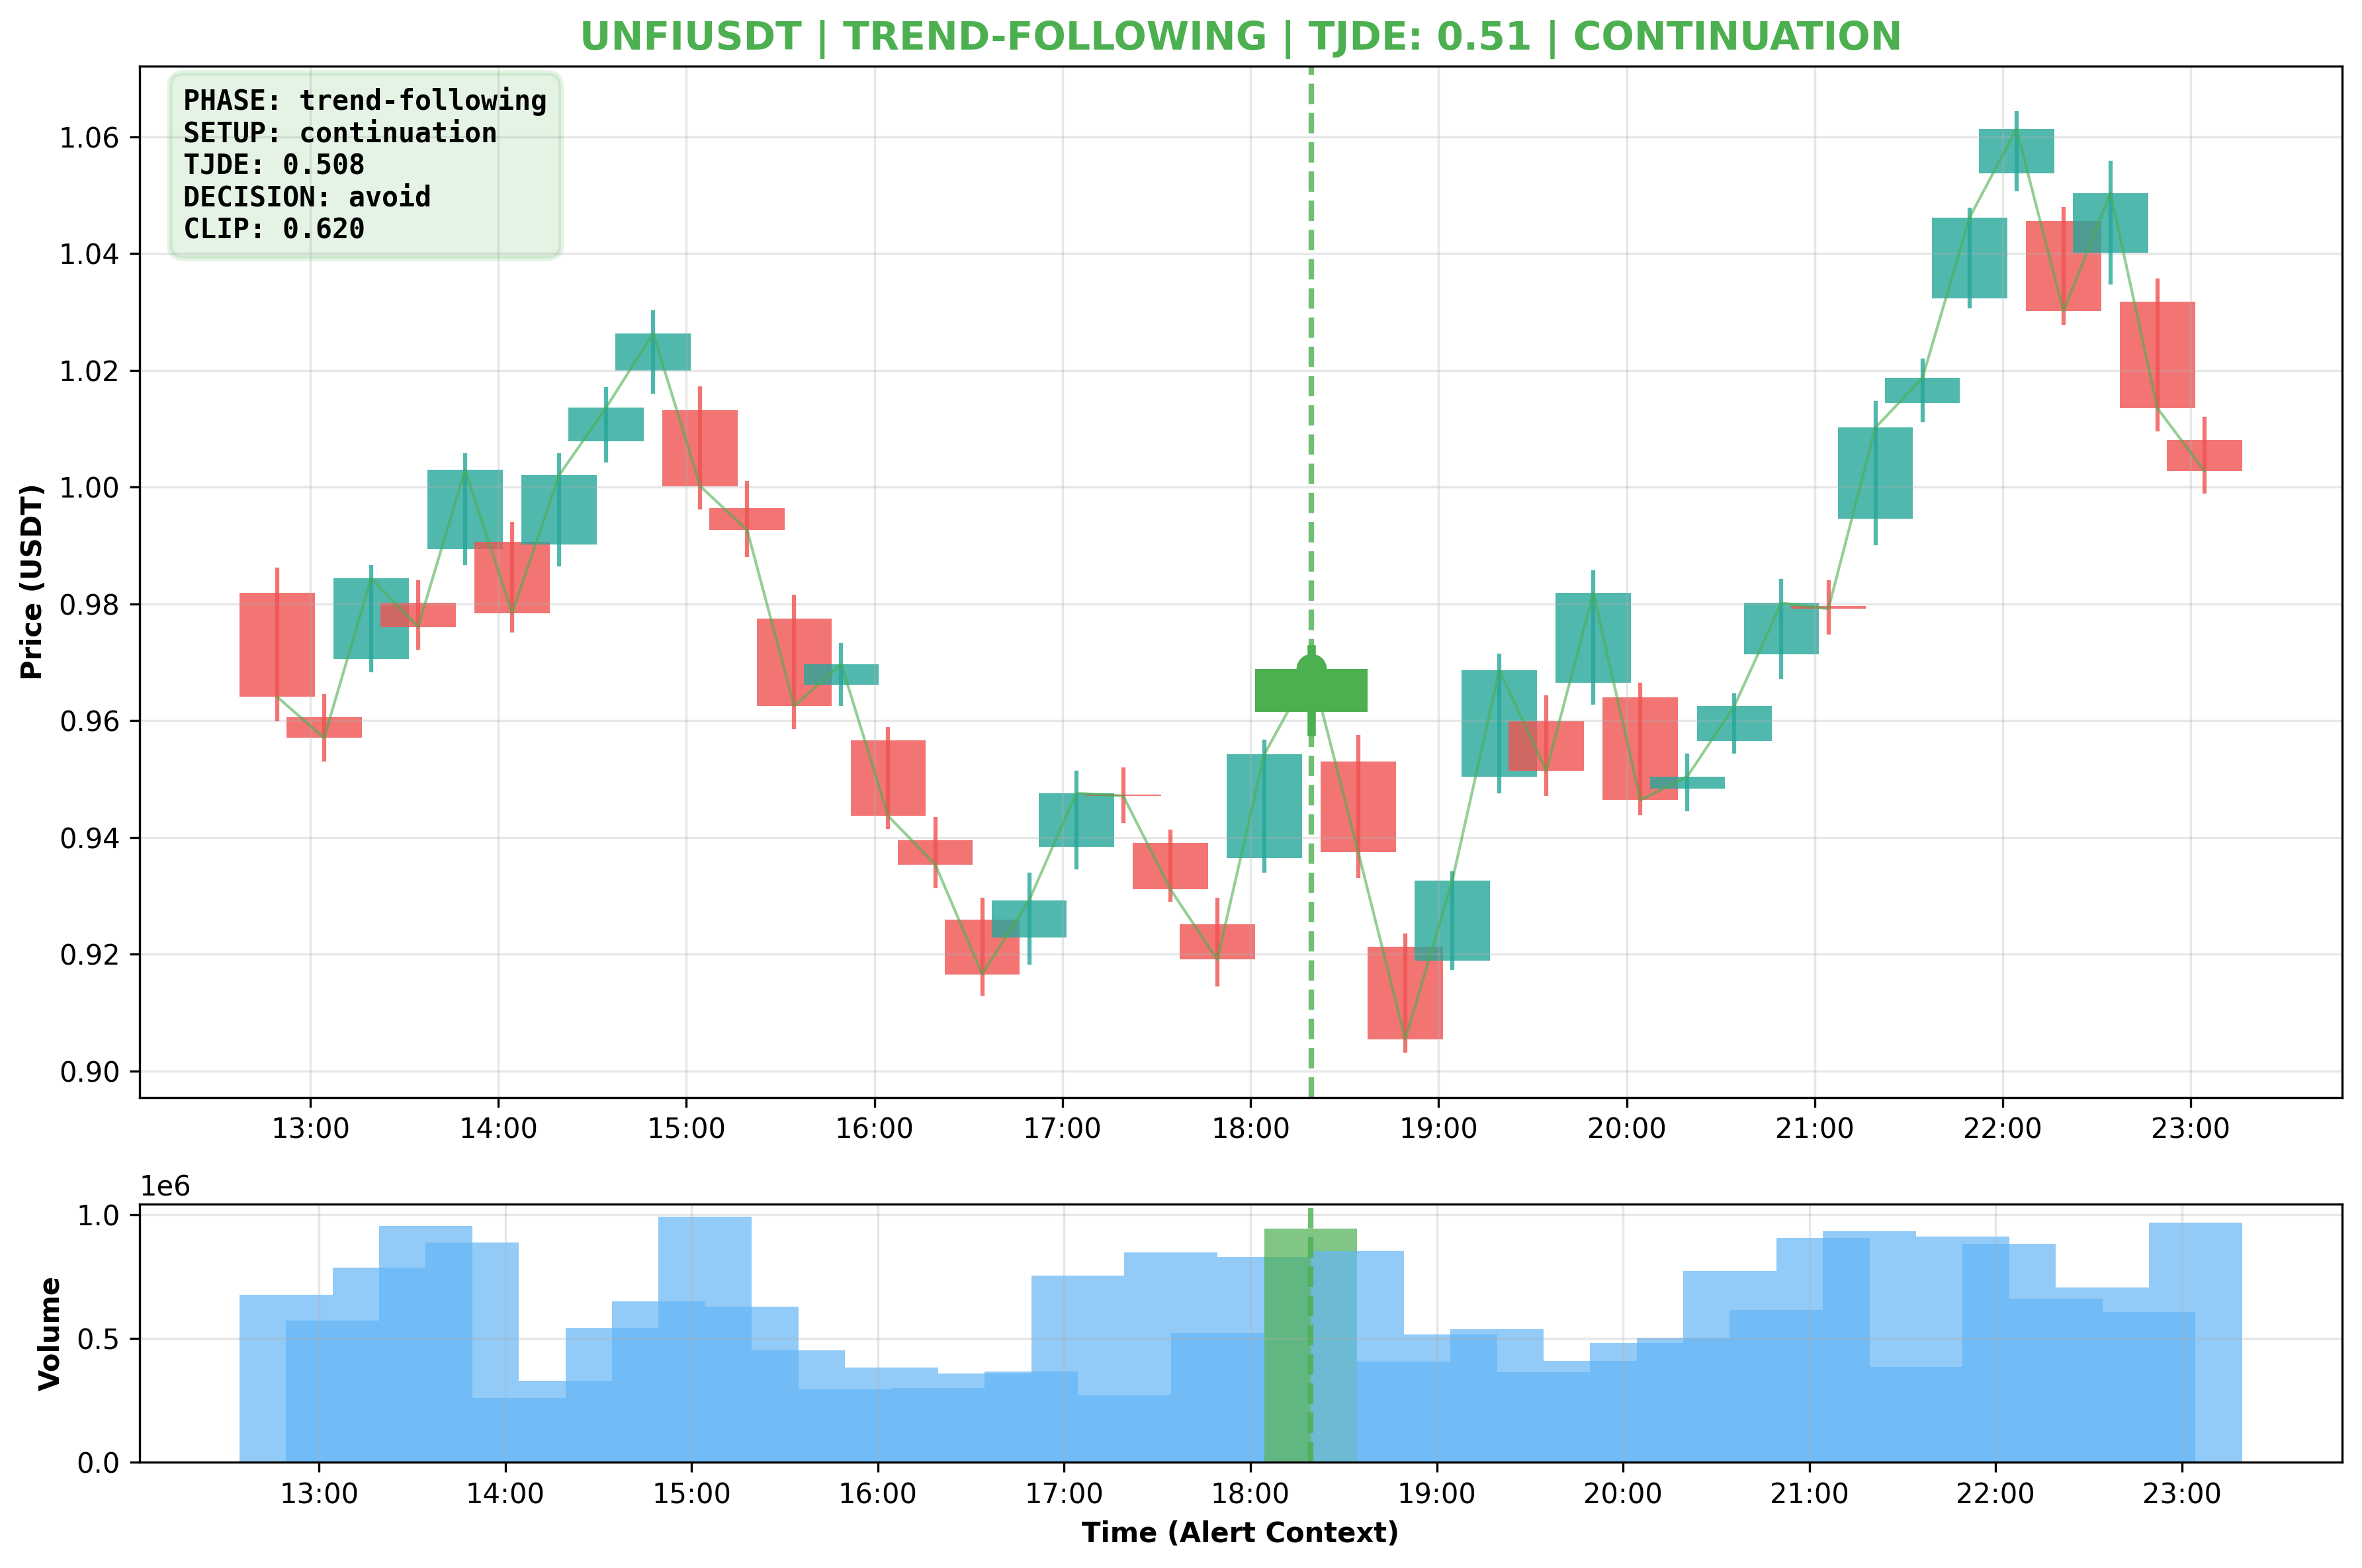 UNFIUSDT | TREND-FOLLOWING | TJDE: 0.51 | CONTINUATION
PHASE: trend-following
SETUP: continuation
TJDE: 0.508
DECISION: avoid
CLIP: 0.620
Price (USDT)
1.06
1.04
1.02
1.00
0.98
0.96
0.94
0.92
0.90
13:00 14:00 15:00 16:00 17:00 18:00 19:00 20:00 21:00 22:00 23:00
1e6
Volume
1.0
0.5
0.0
13:00 14:00 15:00 16:00 17:00 18:00 19:00 20:00 21:00 22:00 23:00
Time (Alert Context)